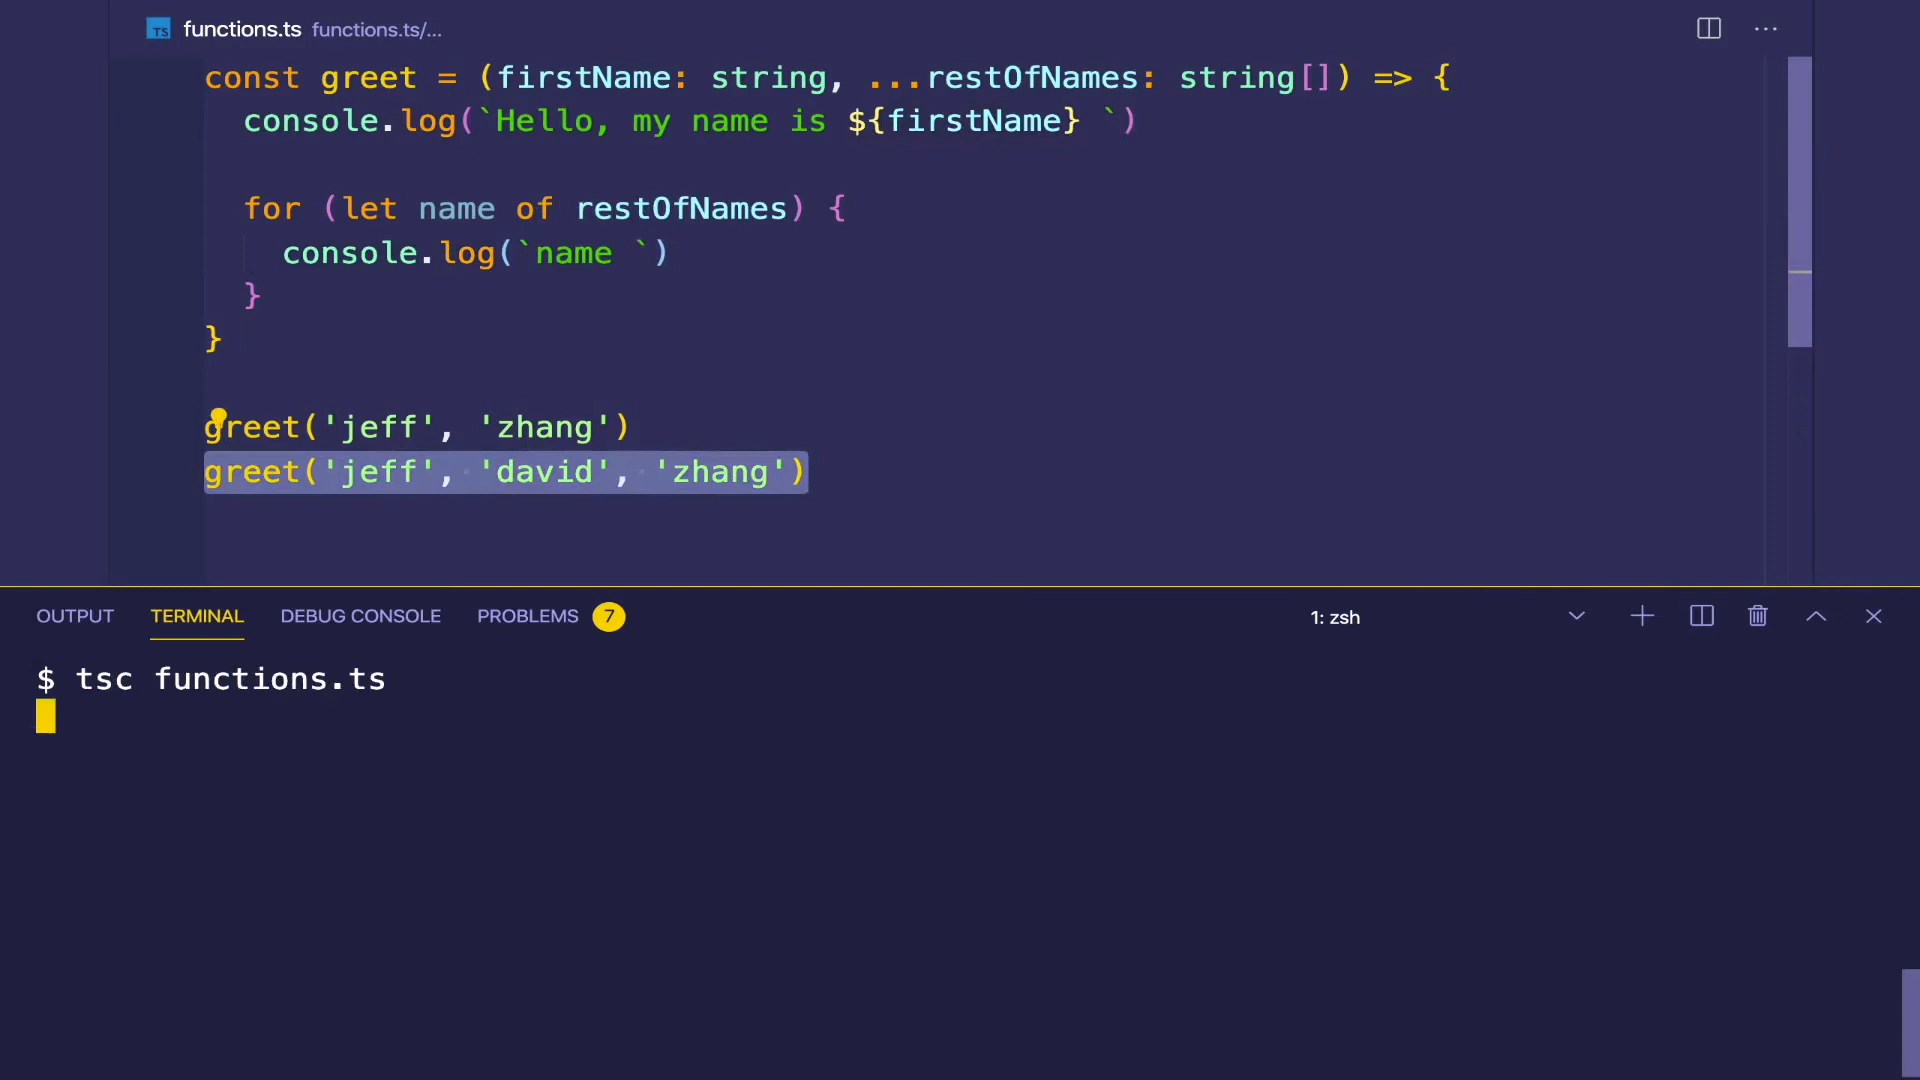 TS functions.ts functions.ts/...
const greet = (firstName: string, ...restOfNames: string[]) => {
  console.log(`Hello, my name is ${firstName} `)

  for (let name of restOfNames) {
    console.log(`name `)
  }
}

greet('jeff', 'zhang')
greet('jeff', 'david', 'zhang')
OUTPUT TERMINAL DEBUG CONSOLE PROBLEMS 7 1: zsh
$ tsc functions.ts